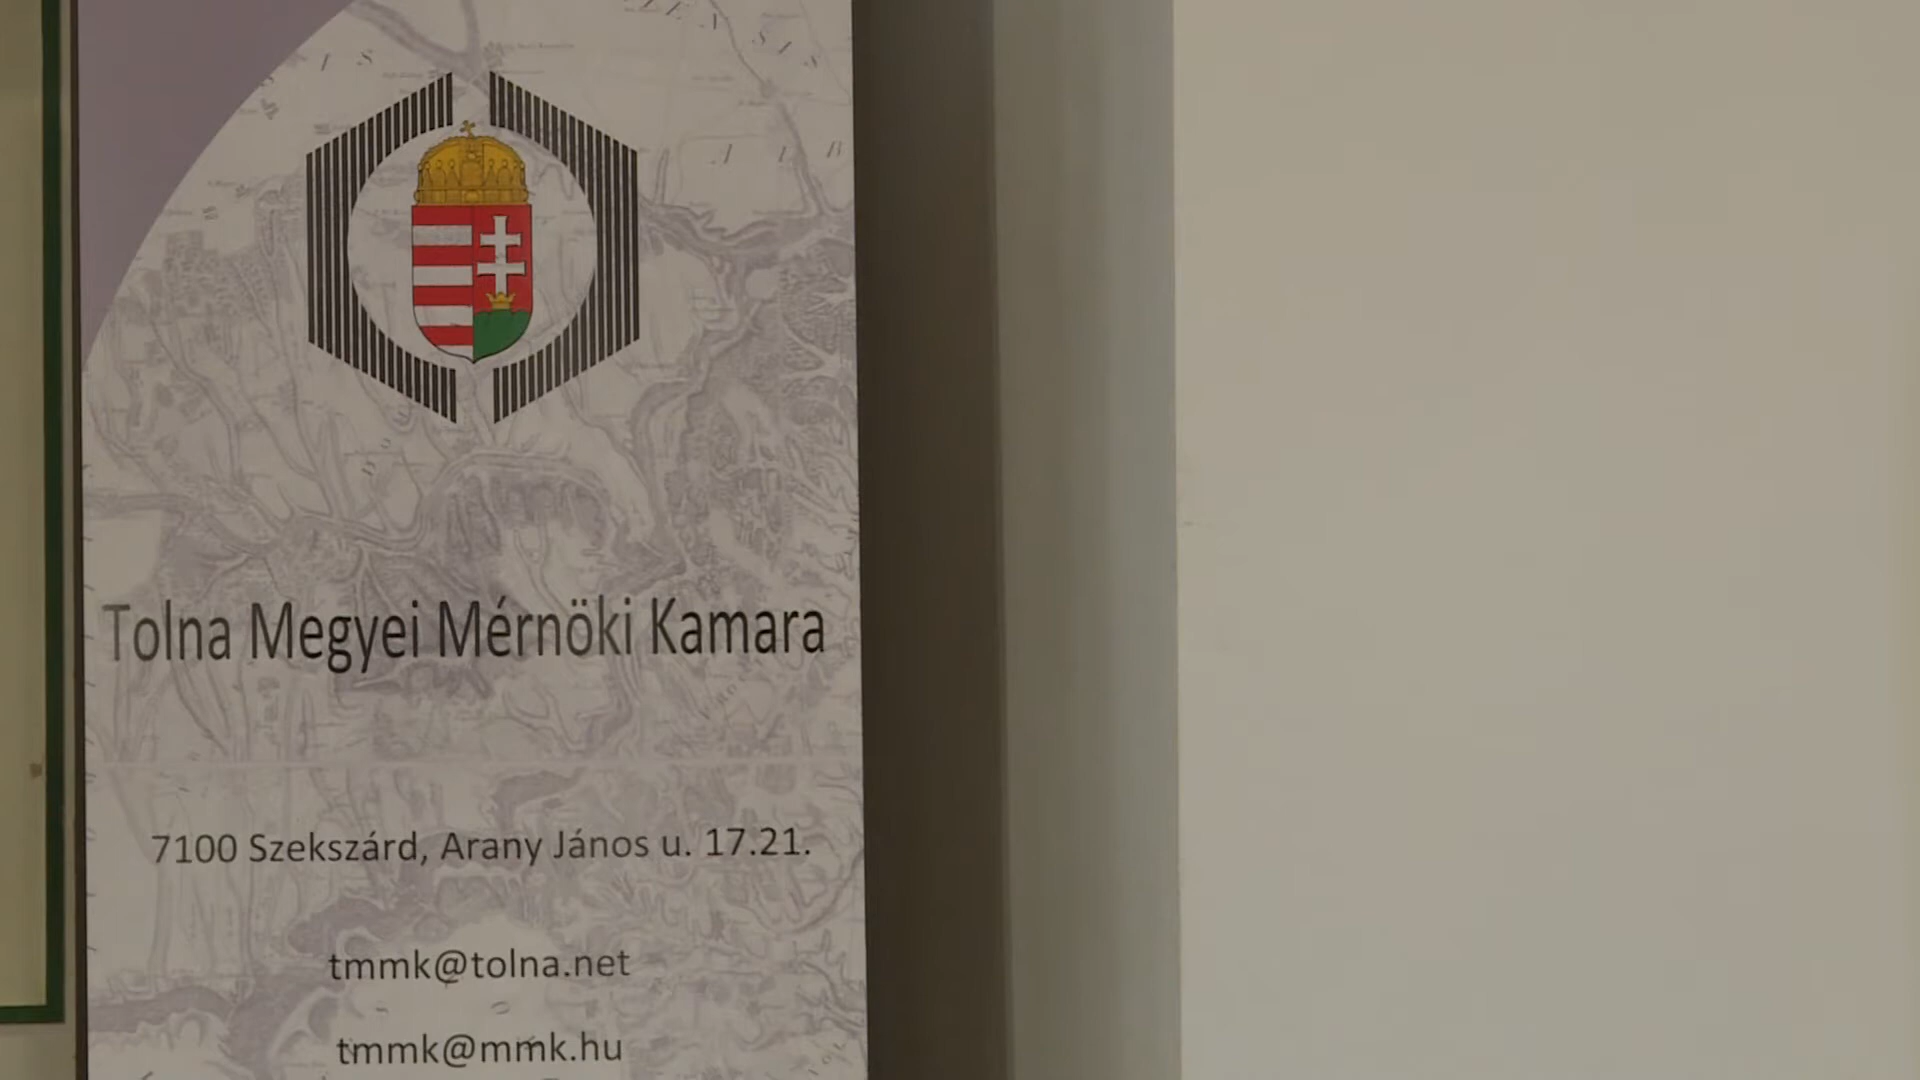 Tolna Megyei Mérnöki Kamara
7100 Szekszárd, Arany János u. 17.21.
tmmk@tolna.net
tmmk@mmk.hu